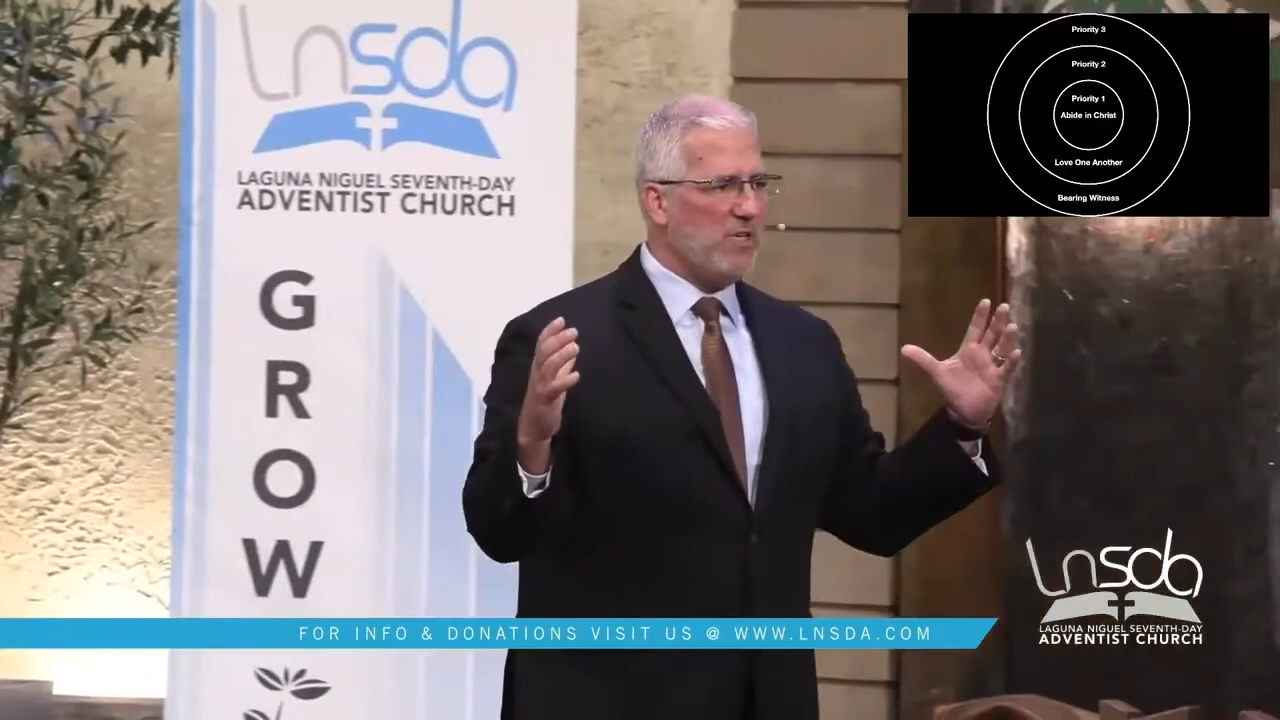 lnsda
LAGUNA NIGUEL SEVENTH-DAY
ADVENTIST CHURCH
G
R
O
W
Priority 3
Priority 2
Priority 1
Abide in Christ
Love One Another
Bearing Witness
FOR INFO & DONATIONS VISIT US @ WWW.LNSDA.COM
lnsda
LAGUNA NIGUEL SEVENTH-DAY
ADVENTIST CHURCH